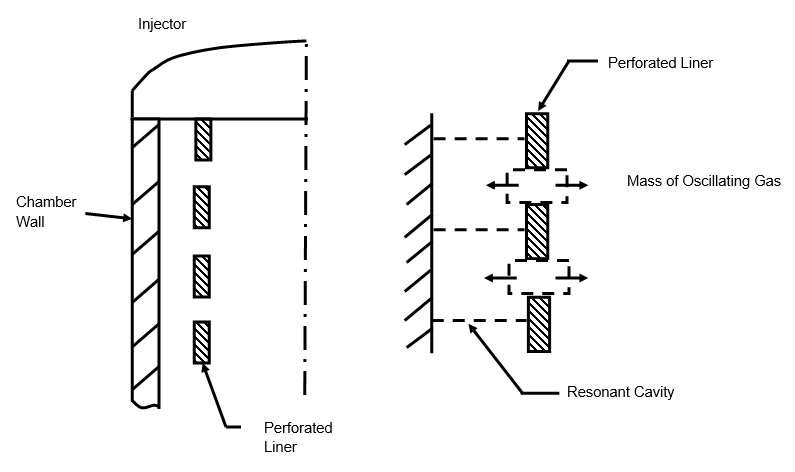 Injector
Perforated Liner
Mass of Oscillating Gas
Chamber
Wall
Resonant Cavity
Perforated
Liner